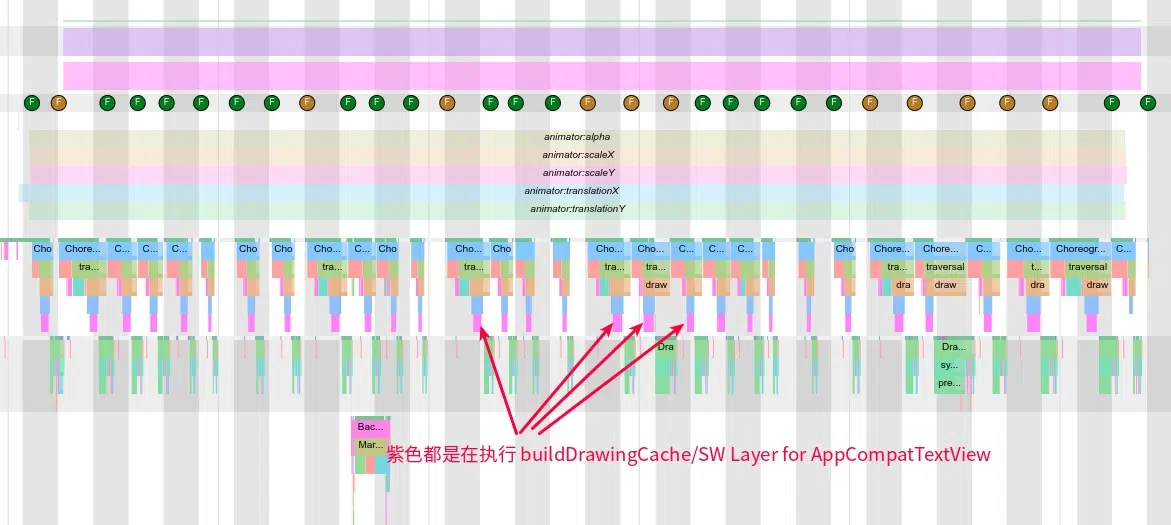 F F F F F F F F F F F F F F F F F F F F F F F F F F F F F F F
animator:alpha
animator:scaleX
animator:scaleY
animator:translationX
animator:translationY
Cho Chore... C... C... C... Cho Cho Cho... C... Cho Cho... Cho Cho... Cho... C... C... C... Cho Chore... Chore... C... Cho... Choreogr... C...
tra... tra... tra... tra... tra... tra... traversal t... traversal
draw dra draw dra draw
Dra Dra...
sy...
pre...
Bac...
Mar...
紫色都是在执行 buildDrawingCache/SW Layer for AppCompatTextView